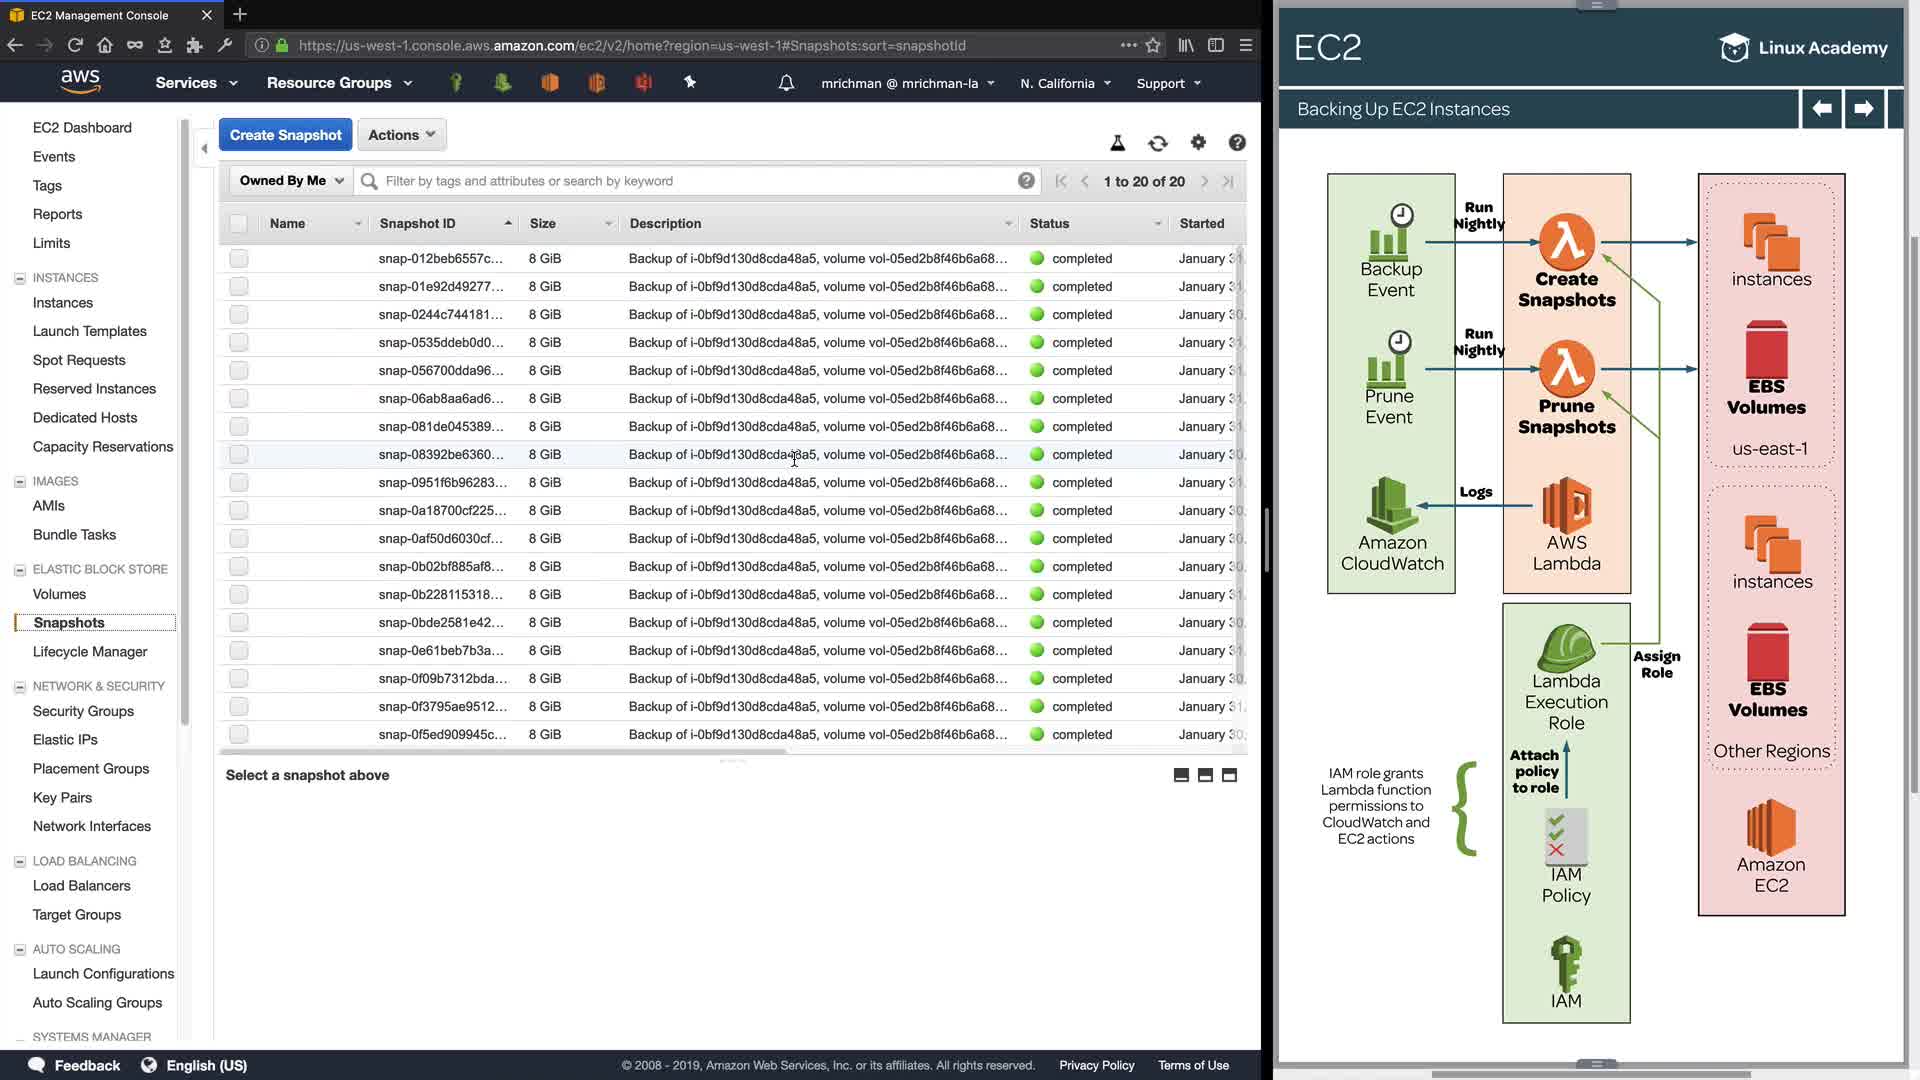 EC2 Management Console
https://us-west-1.console.aws.amazon.com/ec2/v2/home?region=us-west-1#Snapshots:sort=snapshotId
aws
Services
Resource Groups
mrichman @ mrichman-la
N. California
Support
EC2 Dashboard
Events
Tags
Reports
Limits
INSTANCES
Instances
Launch Templates
Spot Requests
Reserved Instances
Dedicated Hosts
Capacity Reservations
IMAGES
AMIs
Bundle Tasks
ELASTIC BLOCK STORE
Volumes
Snapshots
Lifecycle Manager
NETWORK & SECURITY
Security Groups
Elastic IPs
Placement Groups
Key Pairs
Network Interfaces
LOAD BALANCING
Load Balancers
Target Groups
AUTO SCALING
Launch Configurations
Auto Scaling Groups
SYSTEMS MANAGER
Create Snapshot
Actions
Owned By Me
Filter by tags and attributes or search by keyword
1 to 20 of 20
Name Snapshot ID Size Description Status Started
snap-012beb6557c... 8 GiB Backup of i-0bf9d130d8cda48a5, volume vol-05ed2b8f46b6a68... completed January 31,
snap-01e92d49277... 8 GiB Backup of i-0bf9d130d8cda48a5, volume vol-05ed2b8f46b6a68... completed January 31,
snap-0244c744181... 8 GiB Backup of i-0bf9d130d8cda48a5, volume vol-05ed2b8f46b6a68... completed January 30,
snap-0535ddeb0d0... 8 GiB Backup of i-0bf9d130d8cda48a5, volume vol-05ed2b8f46b6a68... completed January 31,
snap-056700dda96... 8 GiB Backup of i-0bf9d130d8cda48a5, volume vol-05ed2b8f46b6a68... completed January 31,
snap-06ab8aa6ad6... 8 GiB Backup of i-0bf9d130d8cda48a5, volume vol-05ed2b8f46b6a68... completed January 31,
snap-081de045389... 8 GiB Backup of i-0bf9d130d8cda48a5, volume vol-05ed2b8f46b6a68... completed January 31,
snap-08392be6360... 8 GiB Backup of i-0bf9d130d8cda48a5, volume vol-05ed2b8f46b6a68... completed January 30,
snap-0951f6b96283... 8 GiB Backup of i-0bf9d130d8cda48a5, volume vol-05ed2b8f46b6a68... completed January 31,
snap-0a18700cf225... 8 GiB Backup of i-0bf9d130d8cda48a5, volume vol-05ed2b8f46b6a68... completed January 30,
snap-0af50d6030cf... 8 GiB Backup of i-0bf9d130d8cda48a5, volume vol-05ed2b8f46b6a68... completed January 30,
snap-0b02bf885af8... 8 GiB Backup of i-0bf9d130d8cda48a5, volume vol-05ed2b8f46b6a68... completed January 30,
snap-0b228115318... 8 GiB Backup of i-0bf9d130d8cda48a5, volume vol-05ed2b8f46b6a68... completed January 31,
snap-0bde2581e42... 8 GiB Backup of i-0bf9d130d8cda48a5, volume vol-05ed2b8f46b6a68... completed January 30,
snap-0e61beb7b3a... 8 GiB Backup of i-0bf9d130d8cda48a5, volume vol-05ed2b8f46b6a68... completed January 31,
snap-0f09b7312bda... 8 GiB Backup of i-0bf9d130d8cda48a5, volume vol-05ed2b8f46b6a68... completed January 30,
snap-0f3795ae9512... 8 GiB Backup of i-0bf9d130d8cda48a5, volume vol-05ed2b8f46b6a68... completed January 31,
snap-0f5ed909945c... 8 GiB Backup of i-0bf9d130d8cda48a5, volume vol-05ed2b8f46b6a68... completed January 30,
Select a snapshot above
Feedback
English (US)
© 2008 - 2019, Amazon Web Services, Inc. or its affiliates. All rights reserved.
Privacy Policy
Terms of Use
EC2
Linux Academy
Backing Up EC2 Instances
Backup
Event
Run
Nightly
Create
Snapshots
instances
Prune
Event
Run
Nightly
Prune
Snapshots
EBS
Volumes
us-east-1
Amazon
CloudWatch
Logs
AWS
Lambda
instances
Lambda
Execution
Role
Assign
Role
EBS
Volumes
Other Regions
Attach
policy
to role
IAM role grants
Lambda function
permissions to
CloudWatch and
EC2 actions
IAM
Policy
Amazon
EC2
IAM